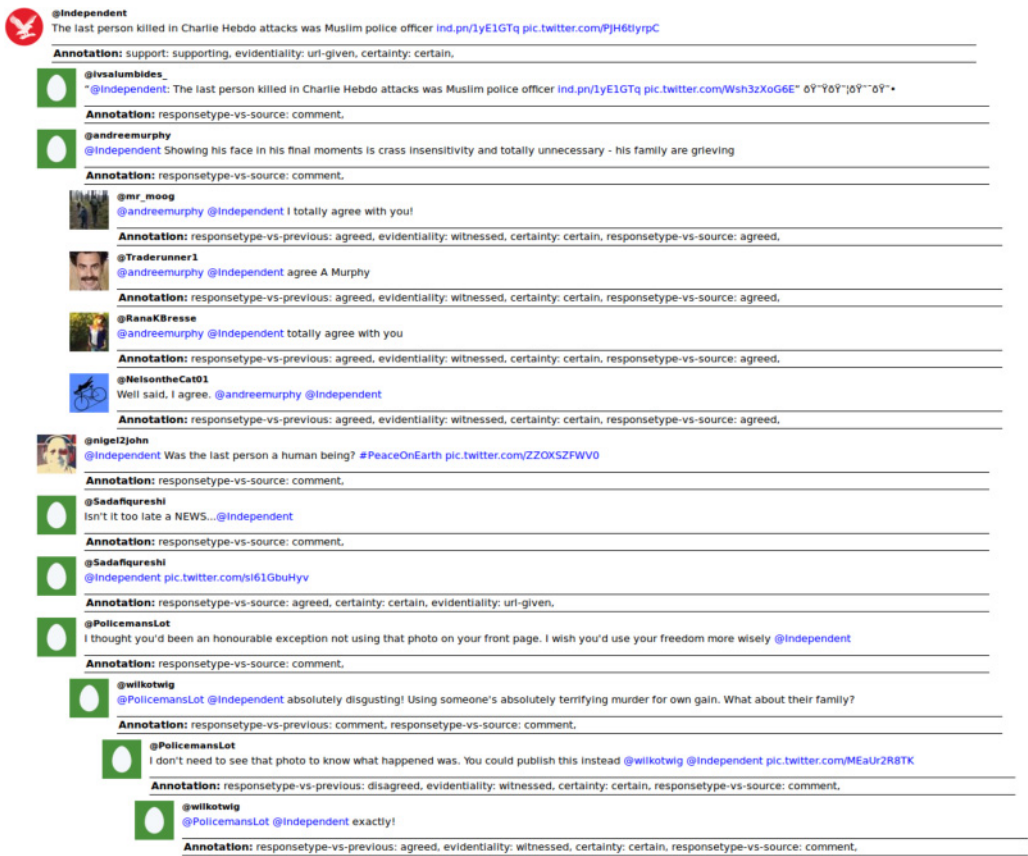 @Independent
The last person killed in Charlie Hebdo attacks was Muslim police officer ind.pn/1yE1GTq pic.twitter.com/PJH6tIyrpC
Annotation: support: supporting, evidentiality: url-given, certainty: certain,
@ivsalumbides_
"@Independent: The last person killed in Charlie Hebdo attacks was Muslim police officer ind.pn/1yE1GTq pic.twitter.com/Wsh3zXoG6E"
Annotation: responsetype-vs-source: comment,
@andreemurphy
@Independent Showing his face in his final moments is crass insensitivity and totally unnecessary - his family are grieving
Annotation: responsetype-vs-source: comment,
@mr_moog
@andreemurphy @Independent I totally agree with you!
Annotation: responsetype-vs-previous: agreed, evidentiality: witnessed, certainty: certain, responsetype-vs-source: agreed,
@Traderunner1
@andreemurphy @Independent agree A Murphy
Annotation: responsetype-vs-previous: agreed, evidentiality: witnessed, certainty: certain, responsetype-vs-source: agreed,
@RanaKBresse
@andreemurphy @Independent totally agree with you
Annotation: responsetype-vs-previous: agreed, evidentiality: witnessed, certainty: certain, responsetype-vs-source: agreed,
@NelsontheCat01
Well said, I agree. @andreemurphy @Independent
Annotation: responsetype-vs-previous: agreed, evidentiality: witnessed, certainty: certain, responsetype-vs-source: agreed,
@nigel2john
@Independent Was the last person a human being? #PeaceOnEarth pic.twitter.com/ZZOXSZFWV0
Annotation: responsetype-vs-source: comment,
@Sadafiqureshi
Isn't it too late a NEWS...@Independent
Annotation: responsetype-vs-source: comment,
@Sadafiqureshi
@Independent pic.twitter.com/sl61GbuHyv
Annotation: responsetype-vs-source: agreed, certainty: certain, evidentiality: url-given,
@PolicemansLot
I thought you'd been an honourable exception not using that photo on your front page. I wish you'd use your freedom more wisely @Independent
Annotation: responsetype-vs-source: comment,
@wilkotwig
@PolicemansLot @Independent absolutely disgusting! Using someone's absolutely terrifying murder for own gain. What about their family?
Annotation: responsetype-vs-previous: comment, responsetype-vs-source: comment,
@PolicemansLot
I don't need to see that photo to know what happened was. You could publish this instead @wilkotwig @Independent pic.twitter.com/MEaUr2R8TK
Annotation: responsetype-vs-previous: disagreed, evidentiality: witnessed, certainty: certain, responsetype-vs-source: comment,
@wilkotwig
@PolicemansLot @Independent exactly!
Annotation: responsetype-vs-previous: agreed, evidentiality: witnessed, certainty: certain, responsetype-vs-source: comment,